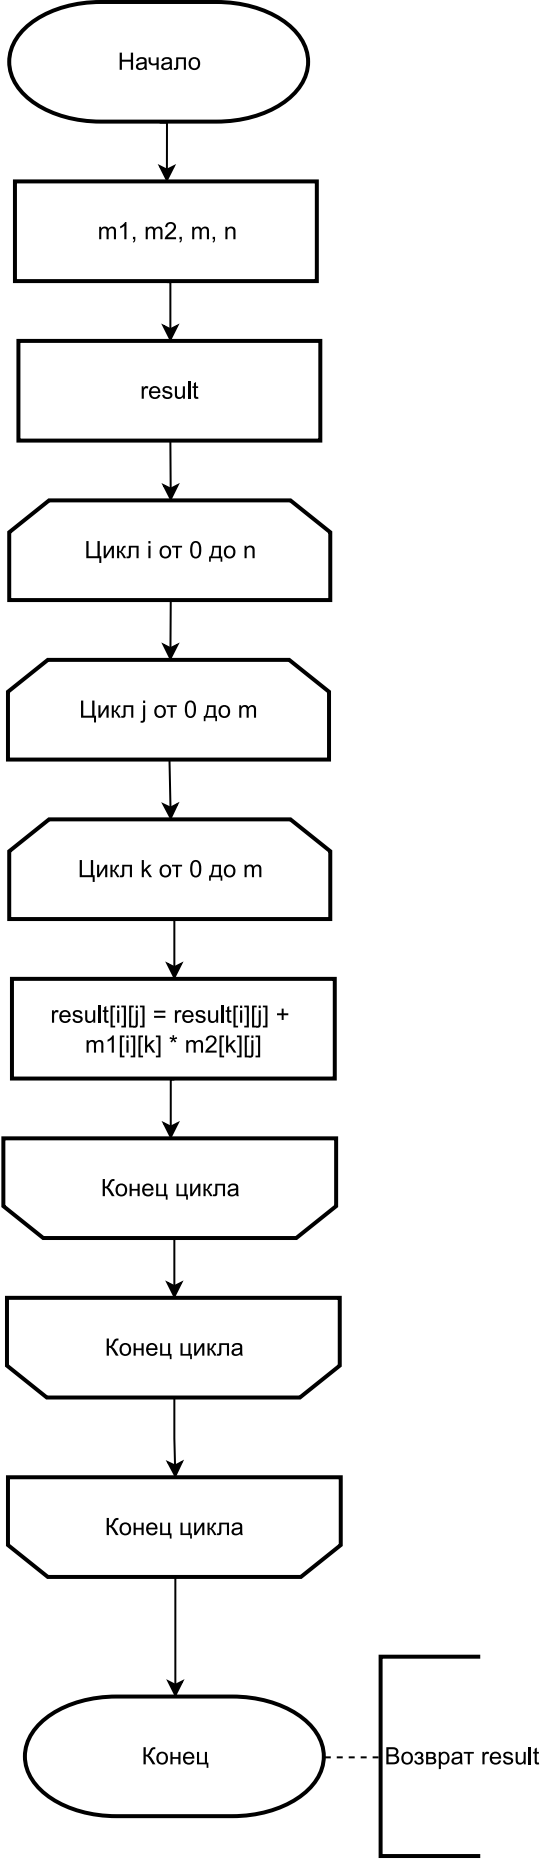 Начало
m1, m2, m, n
result
Цикл i от 0 до n
Цикл j от 0 до m
Цикл k от 0 до m
result[i][j] = result[i][j] +
m1[i][k] * m2[k][j]
Конец цикла
Конец цикла
Конец цикла
Конец
Возврат result